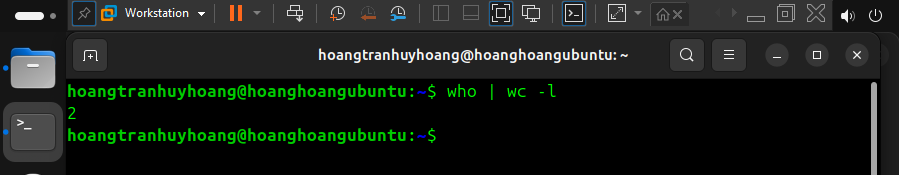 Workstation
hoangtranhuyhoang@hoanghoangubuntu: ~
hoangtranhuyhoang@hoanghoangubuntu:~$ who | wc -l
2
hoangtranhuyhoang@hoanghoangubuntu:~$